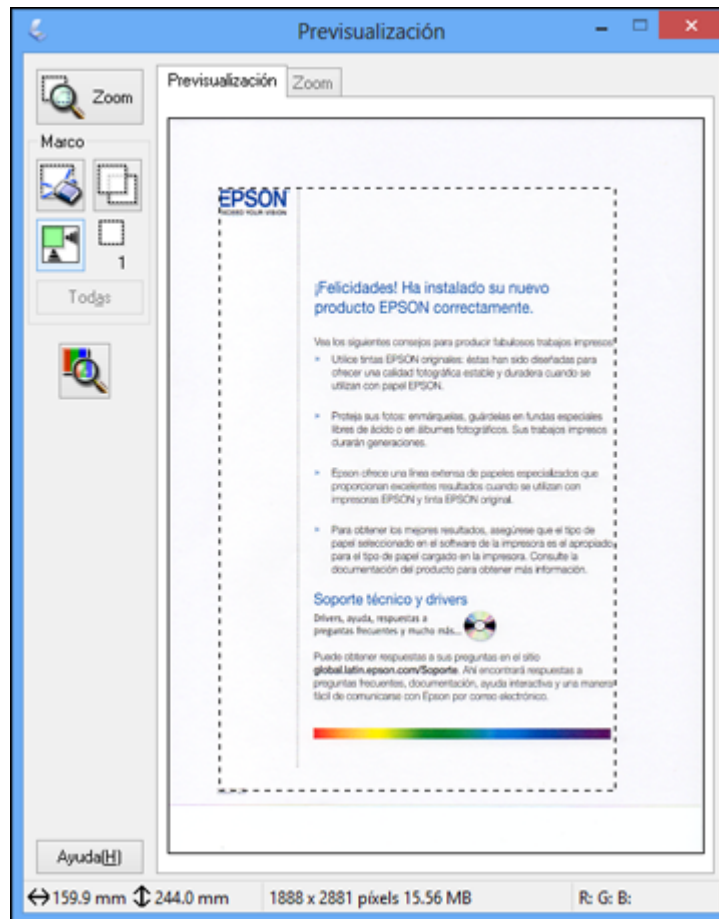 Previsualización
Zoom
Previsualización
Zoom
Marco
1
Todas
EPSON
EXCEED YOUR VISION
¡Felicidades! Ha instalado su nuevo
producto EPSON correctamente.
Vea los siguientes consejos para producir fabulosos trabajos impresos:
» Utilice tintas EPSON originales: éstas han sido diseñadas para
ofrecer una calidad fotográfica estable y duradera cuando se
utilizan con papel EPSON.
» Proteja sus fotos: enmárquelas, guárdelas en fundas especiales
libres de ácido o en álbumes fotográficos. Sus trabajos impresos
durarán generaciones.
» Epson ofrece una línea extensa de papeles especializados que
proporcionan excelentes resultados cuando se utilizan con
impresoras EPSON y tinta EPSON original.
» Para obtener los mejores resultados, asegúrese que el tipo de
papel seleccionado en el software de la impresora es el apropiado
para el tipo de papel cargado en la impresora. Consulte la
documentación del producto para obtener más información.
Soporte técnico y drivers
Drivers, ayuda, respuestas a
preguntas frecuentes y mucho más...
Puede obtener respuestas a sus preguntas en el sitio
global.latin.epson.com/Soporte. Ahí encontrará respuestas a
preguntas frecuentes, documentación, ayuda interactiva y una manera
fácil de comunicarse con Epson por correo electrónico.
Ayuda(H)
159.9 mm 244.0 mm 1888 x 2881 píxels 15.56 MB R: G: B: